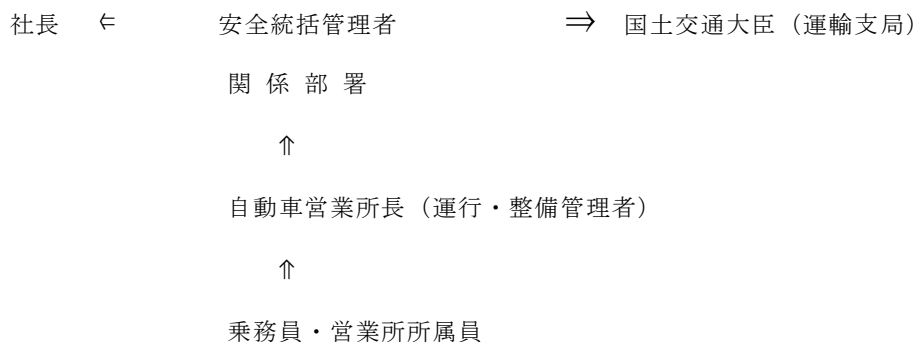 社長 ⇐ 安全統括管理者 ⇒ 国土交通大臣（運輸支局）
関 係 部 署
⇑
自動車営業所長（運行・整備管理者）
⇑
乗務員・営業所所属員